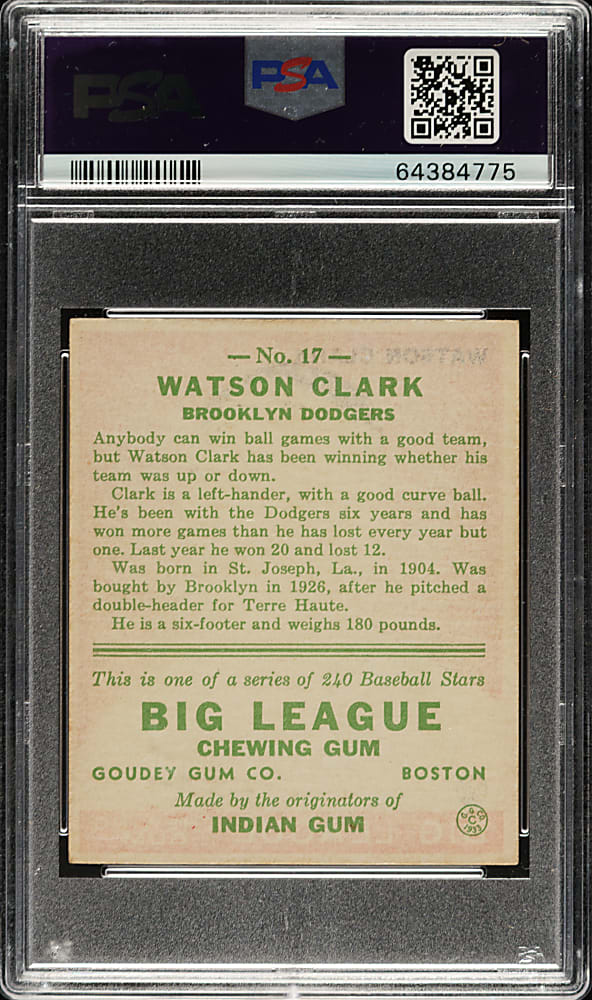 PSA
PSA
64384775
— No. 17 —
WATSON CLARK
BROOKLYN DODGERS
Anybody can win ball games with a good team,
but Watson Clark has been winning whether his
team was up or down.
Clark is a left-hander, with a good curve ball.
He's been with the Dodgers six years and has
won more games than he has lost every year but
one. Last year he won 20 and lost 12.
Was born in St. Joseph, La., in 1904. Was
bought by Brooklyn in 1926, after he pitched a
double-header for Terre Haute.
He is a six-footer and weighs 180 pounds.
This is one of a series of 240 Baseball Stars
BIG LEAGUE
CHEWING GUM
GOUDEY GUM CO. BOSTON
Made by the originators of
INDIAN GUM
G. G. CO.
C
1933